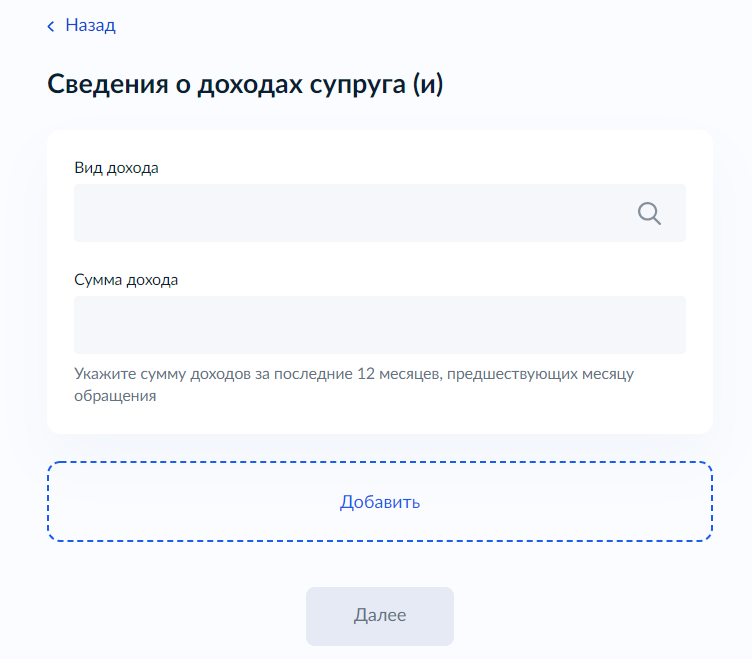 Назад
Сведения о доходах супруга (и)
Вид дохода
Сумма дохода
Укажите сумму доходов за последние 12 месяцев, предшествующих месяцу
обращения
Добавить
Далее